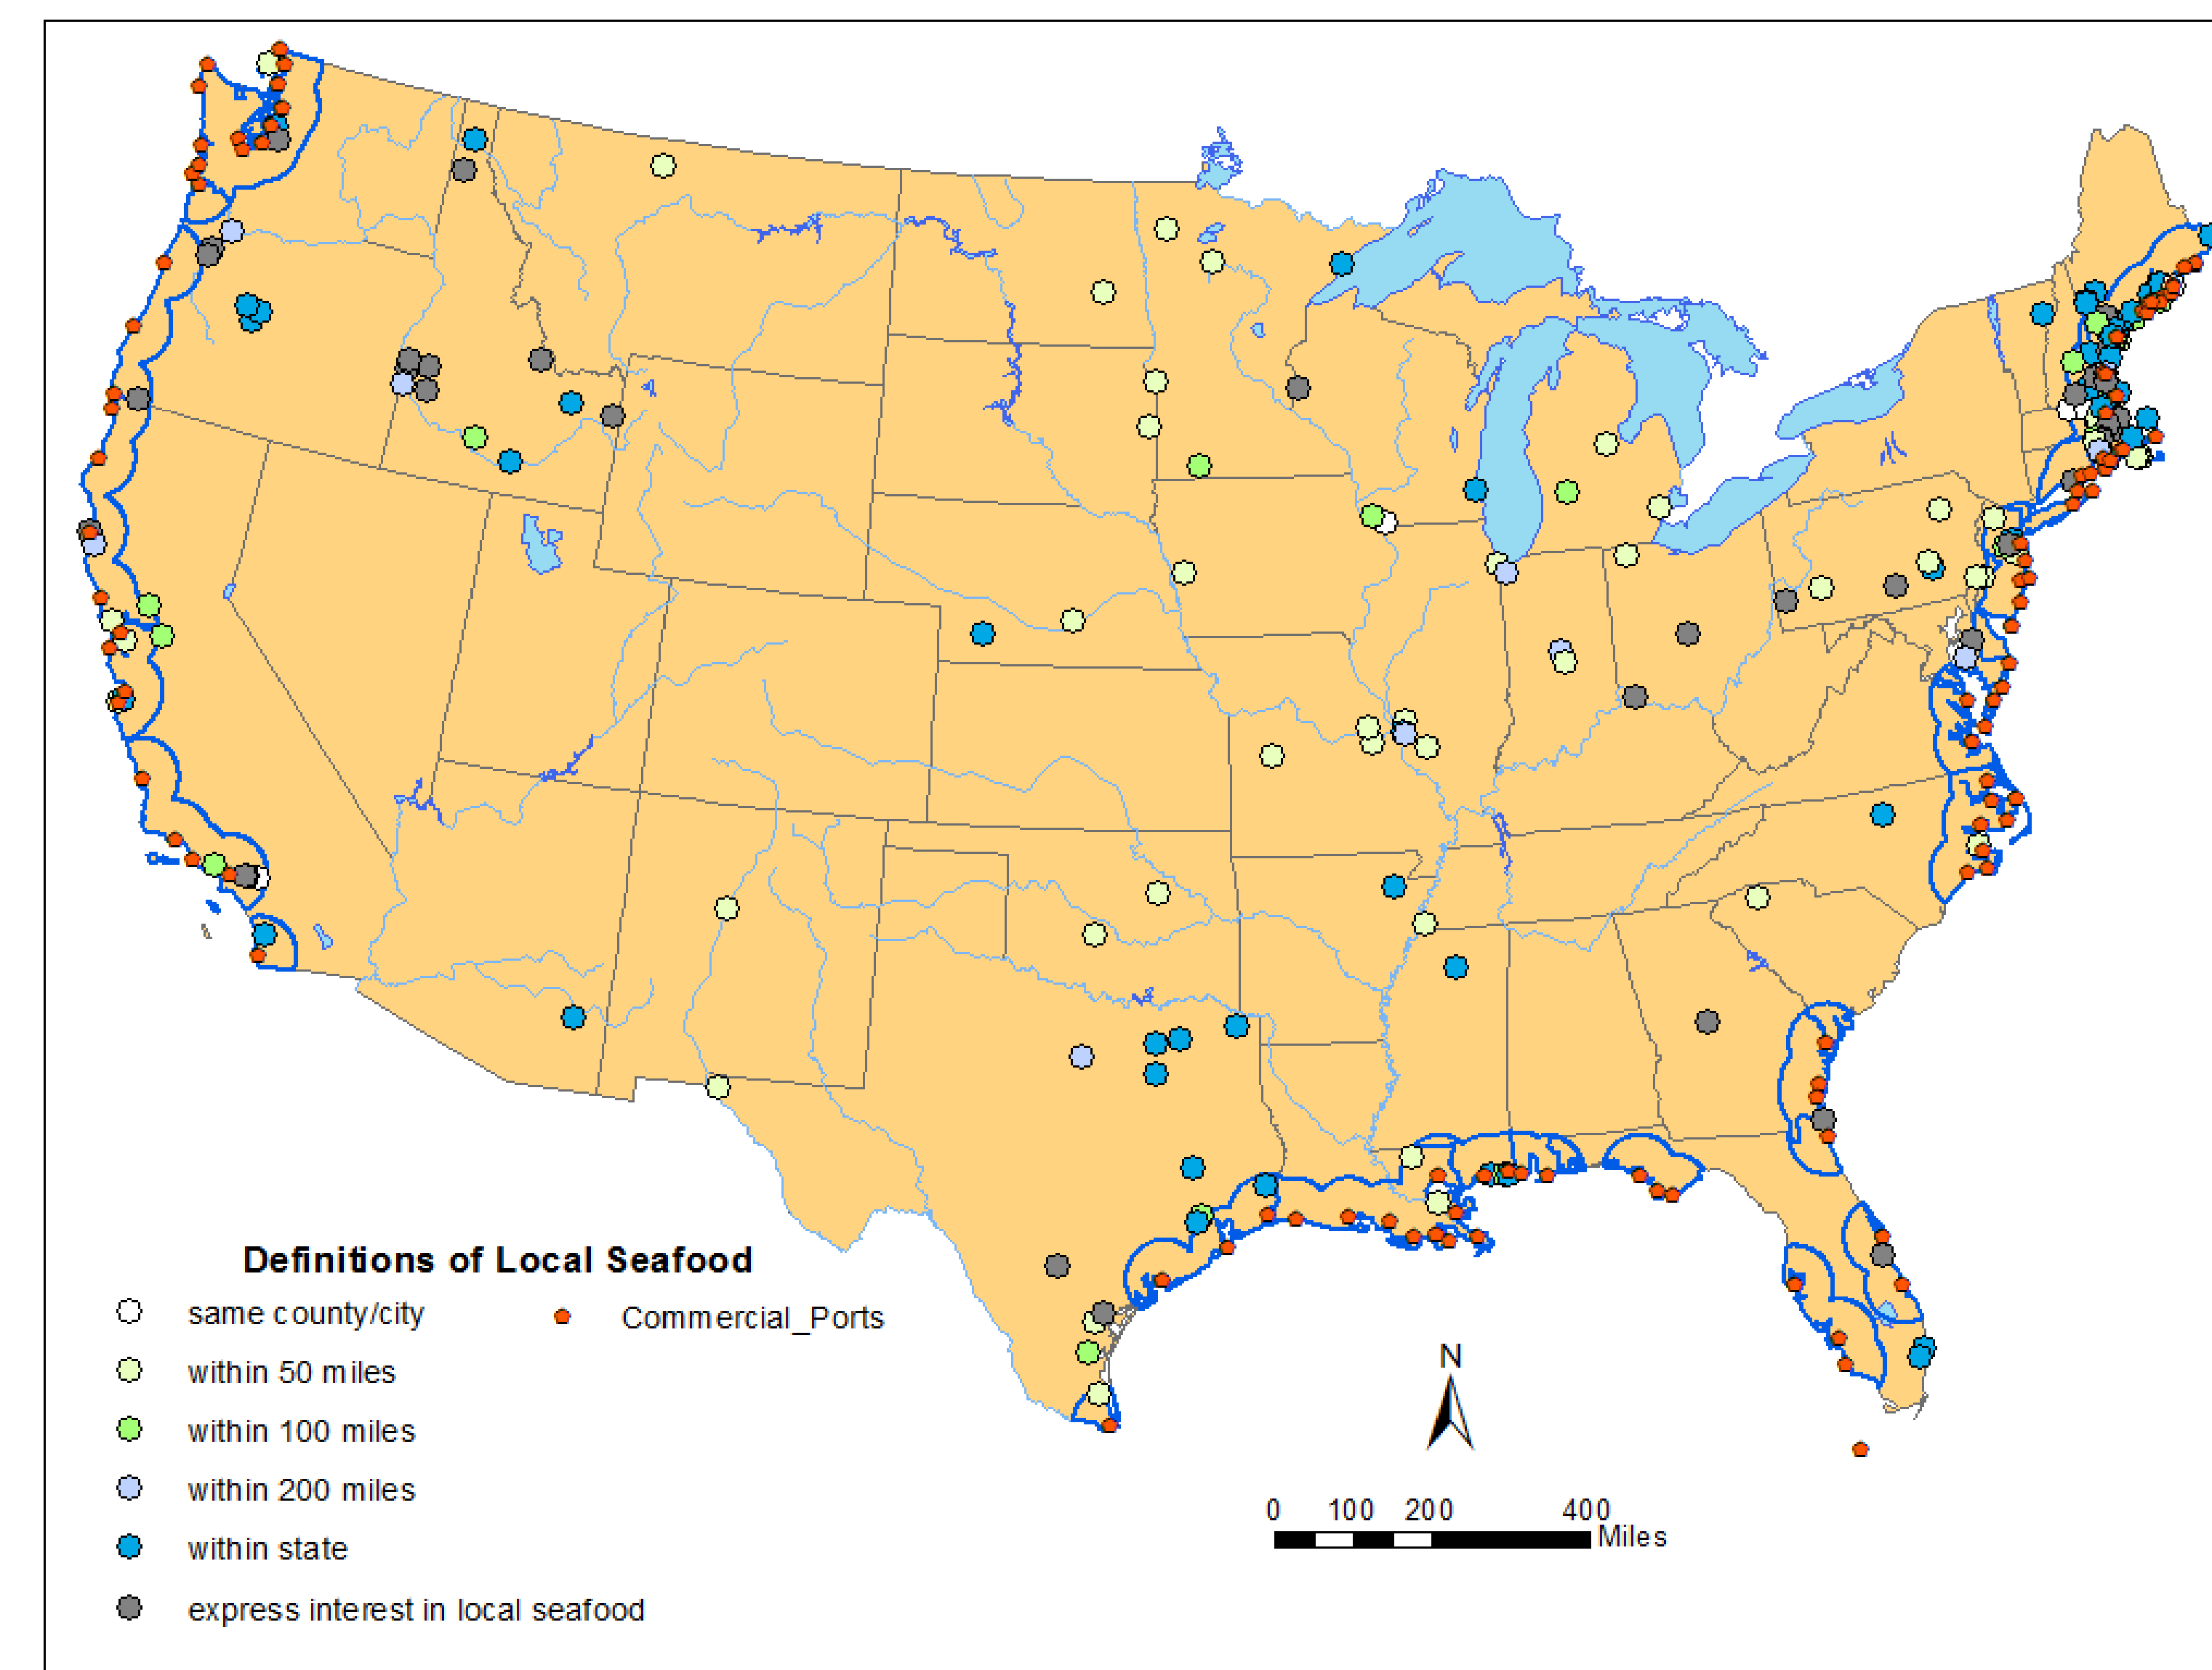 Definitions of Local Seafood
same county/city
Commercial_Ports
within 50 miles
within 100 miles
within 200 miles
within state
express interest in local seafood
N
0 100 200 400
Miles